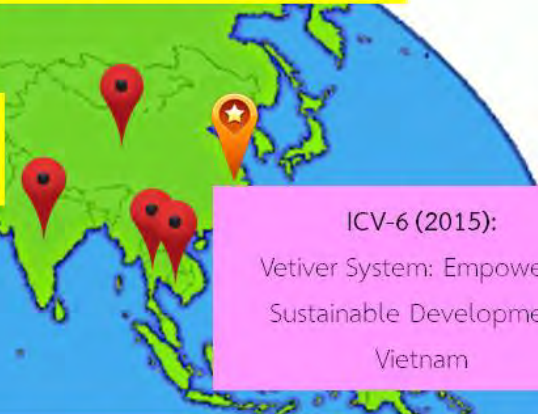 ICV-6 (2015):
Vetiver System: Empowe
Sustainable Developme
Vietnam